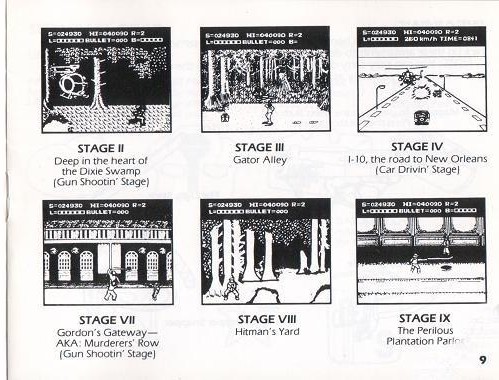 S=024930 HI=040090 R=2
L=□□□□□□ BULLET=000 B=
S=024930 HI=040090 R=2
L=□□□□□□ BULLET=000 B=
S=024930 HI=040090 R=2
L=□□□□□□ 260 km/h TIME=0841
STAGE II
Deep in the heart of
the Dixie Swamp
(Gun Shootin' Stage)
STAGE III
Gator Alley
STAGE IV
I-10, the road to New Orleans
(Car Drivin' Stage)
S=024930 HI=040090 R=2
L=□□□□□□ BULLET=000
S=024930 HI=040090 R=2
L=□□□□□□ BULLET=000
S=024930 HI=040090 R=2
L=□□□□□□ BULLET=000 B=□□□□□
STAGE VII
Gordon's Gateway—
AKA: Murderers' Row
(Gun Shootin' Stage)
STAGE VIII
Hitman's Yard
STAGE IX
The Perilous
Plantation Parlor
9